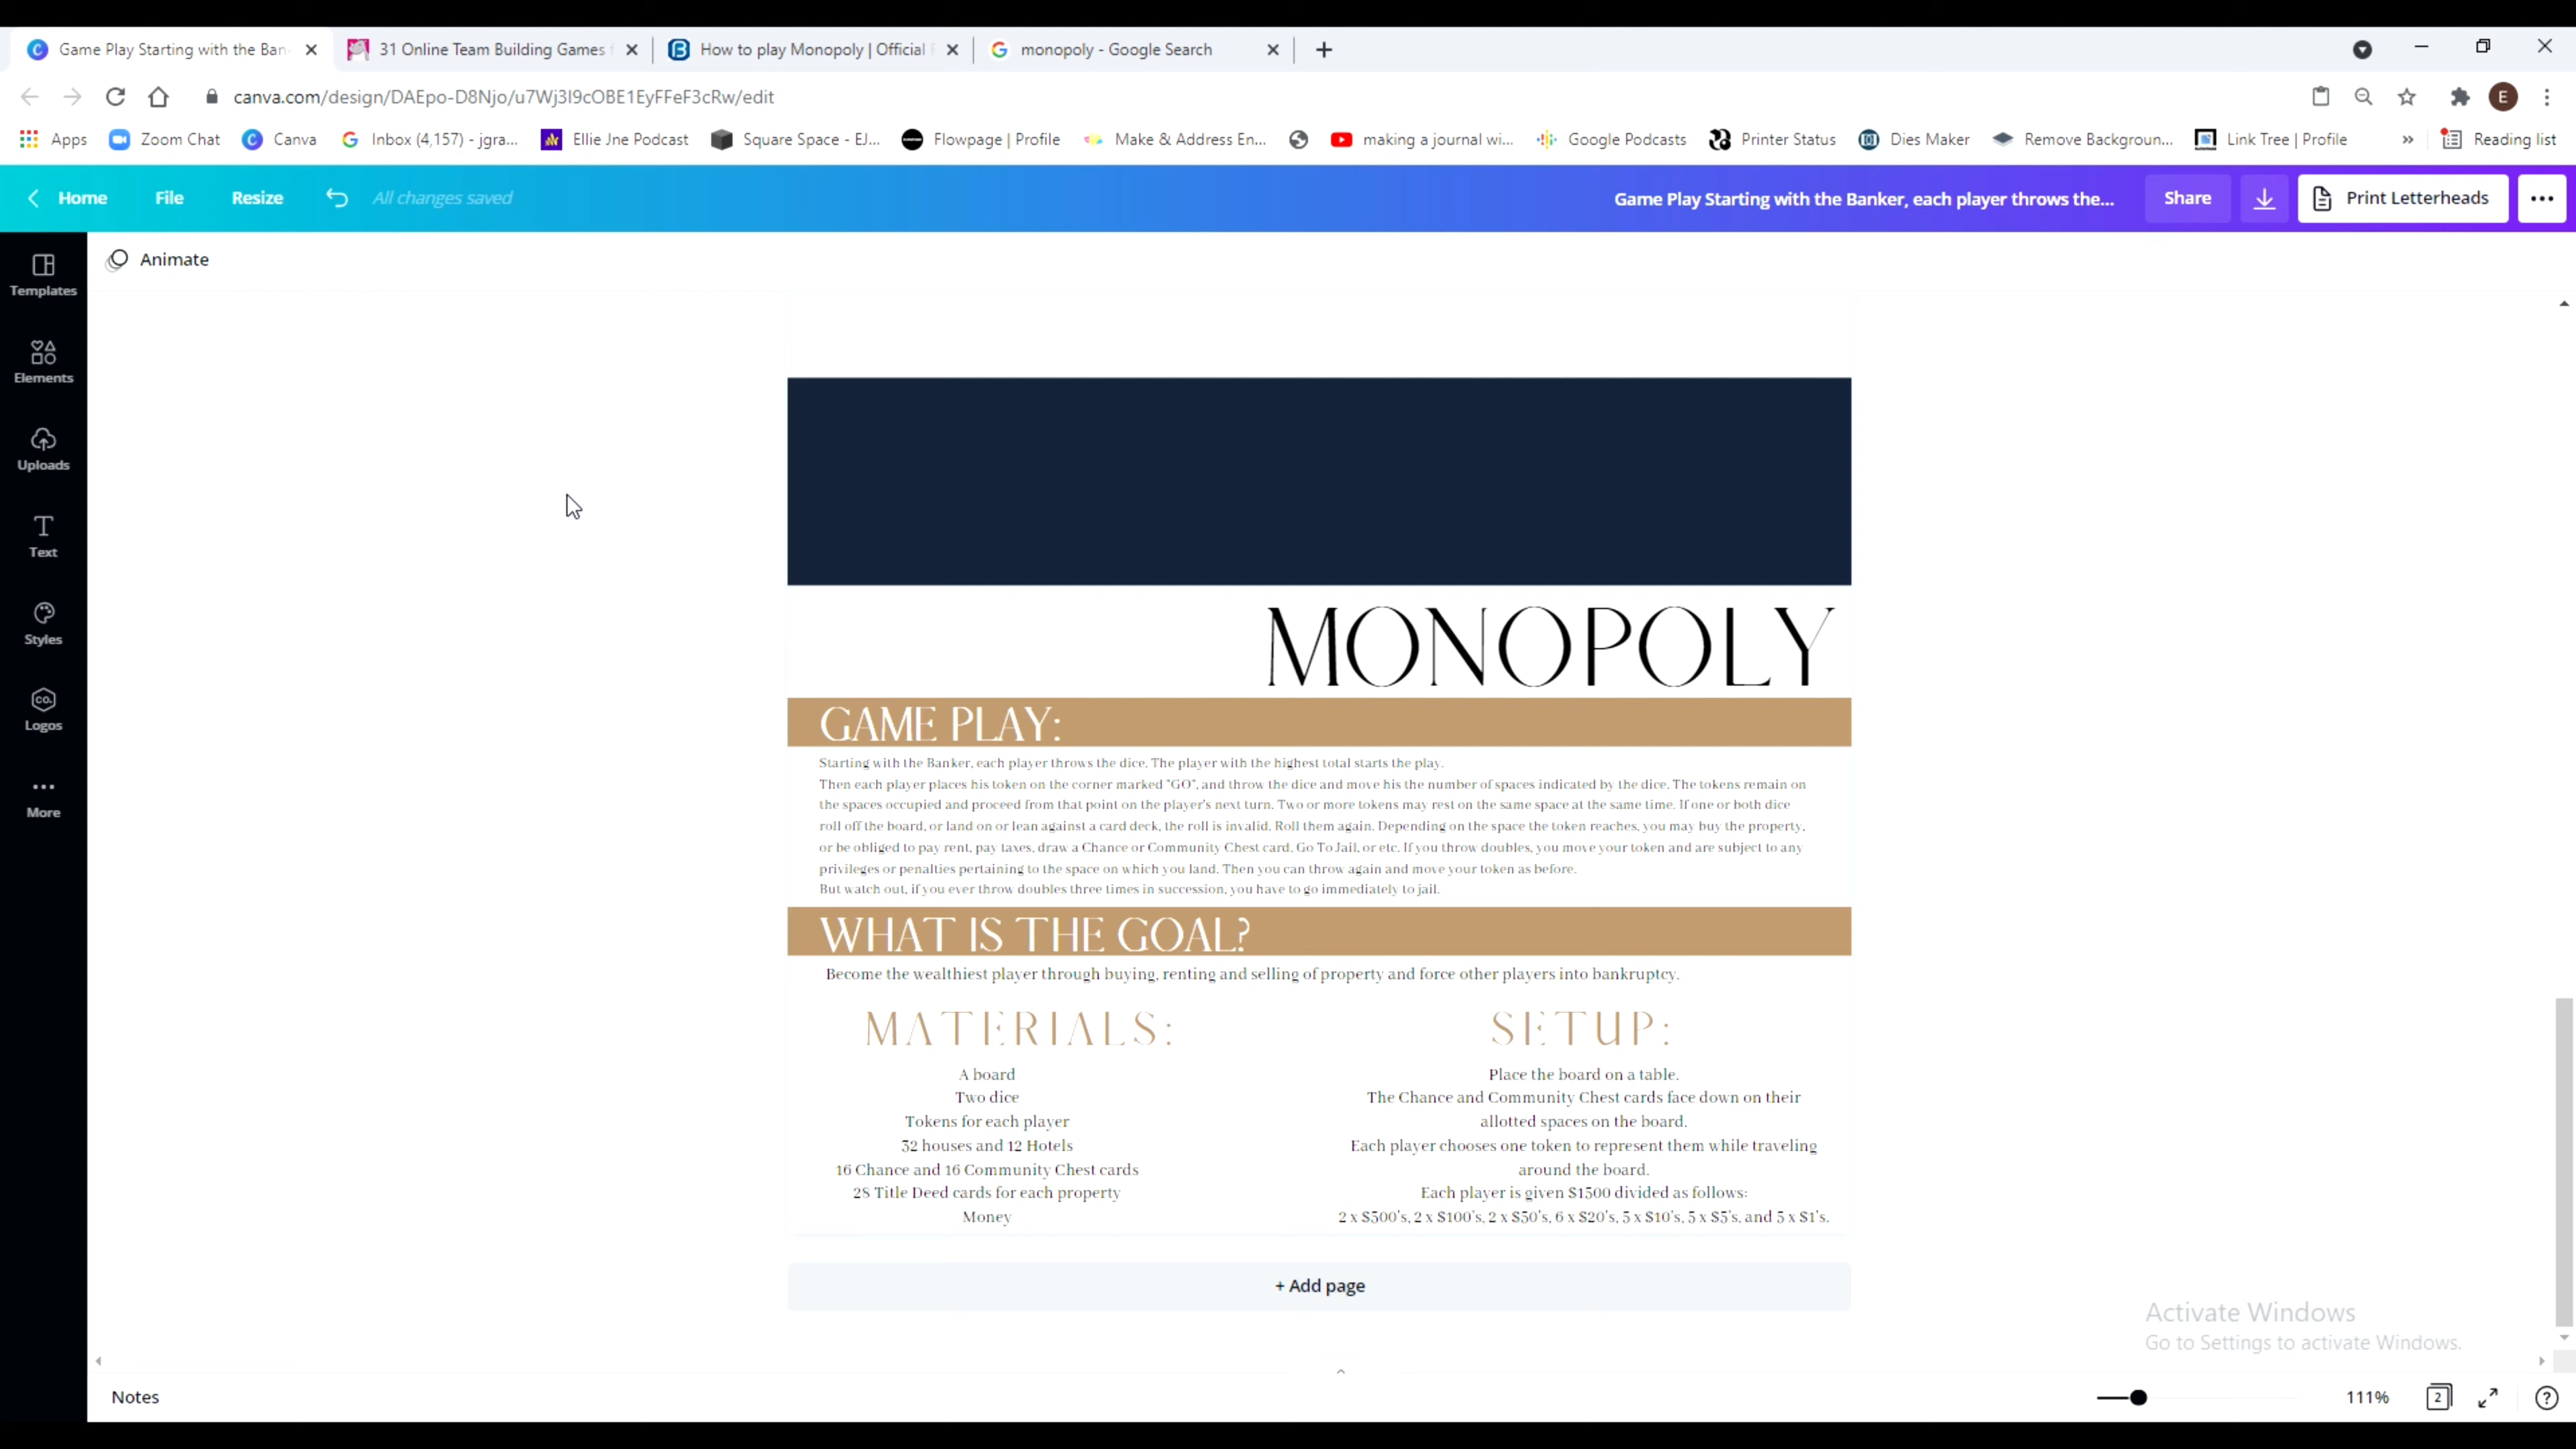 Game Play Starting with the Ban
31 Online Team Building Games
How to play Monopoly | Official
monopoly - Google Search
canva.com/design/DAEpo-D8Njo/u7Wj3I9cOBE1EyFFeF3cRw/edit
E
Apps
Zoom Chat
Canva
Inbox (4,157) - jgra...
Ellie Jne Podcast
Square Space - EJ...
Flowpage | Profile
Make & Address En...
making a journal wi...
Google Podcasts
Printer Status
Dies Maker
Remove Backgroun...
Link Tree | Profile
»
Reading list
Home
File
Resize
All changes saved
Game Play Starting with the Banker, each player throws the...
Share
Print Letterheads
Animate
Templates
Elements
Uploads
Text
Styles
CO.
Logos
More
MONOPOLY
GAME PLAY:
Starting with the Banker, each player throws the dice. The player with the highest total starts the play.
Then each player places his token on the corner marked "GO", and throw the dice and move his the number of spaces indicated by the dice. The tokens remain on
the spaces occupied and proceed from that point on the player's next turn. Two or more tokens may rest on the same space at the same time. If one or both dice
roll off the board, or land on or lean against a card deck, the roll is invalid. Roll them again. Depending on the space the token reaches, you may buy the property,
or be obliged to pay rent, pay taxes, draw a Chance or Community Chest card, Go To Jail, or etc. If you throw doubles, you move your token and are subject to any
privileges or penalties pertaining to the space on which you land. Then you can throw again and move your token as before.
But watch out, if you ever throw doubles three times in succession, you have to go immediately to jail.
WHAT IS THE GOAL?
Become the wealthiest player through buying, renting and selling of property and force other players into bankruptcy.
MATERIALS:
A board
Two dice
Tokens for each player
32 houses and 12 Hotels
16 Chance and 16 Community Chest cards
28 Title Deed cards for each property
Money
SETUP:
Place the board on a table.
The Chance and Community Chest cards face down on their
allotted spaces on the board.
Each player chooses one token to represent them while traveling
around the board.
Each player is given $1500 divided as follows:
2 x $500's, 2 x $100's, 2 x $50's, 6 x $20's, 5 x $10's, 5 x $5's, and 5 x $1's.
+ Add page
Activate Windows
Go to Settings to activate Windows.
Notes
111%
2
?